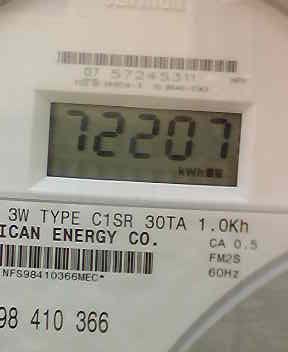 07 57245311
72207
kWh
3W TYPE C1SR 30TA 1.0Kh
ICAN ENERGY CO.
CA 0.5
FM2S
60Hz
NFS98410366MEC*
98 410 366